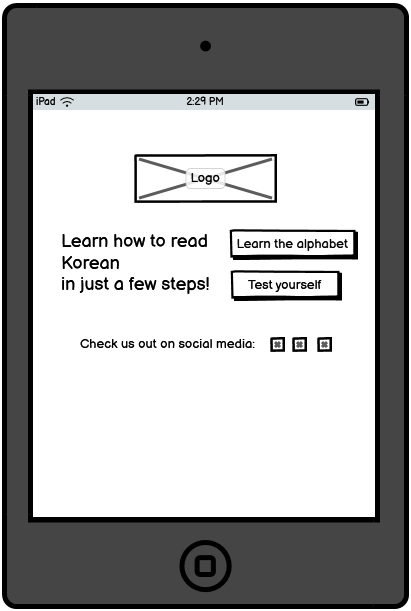 iPad 2:29 PM
Logo
Learn how to read
Korean
in just a few steps!
Learn the alphabet
Test yourself
Check us out on social media: